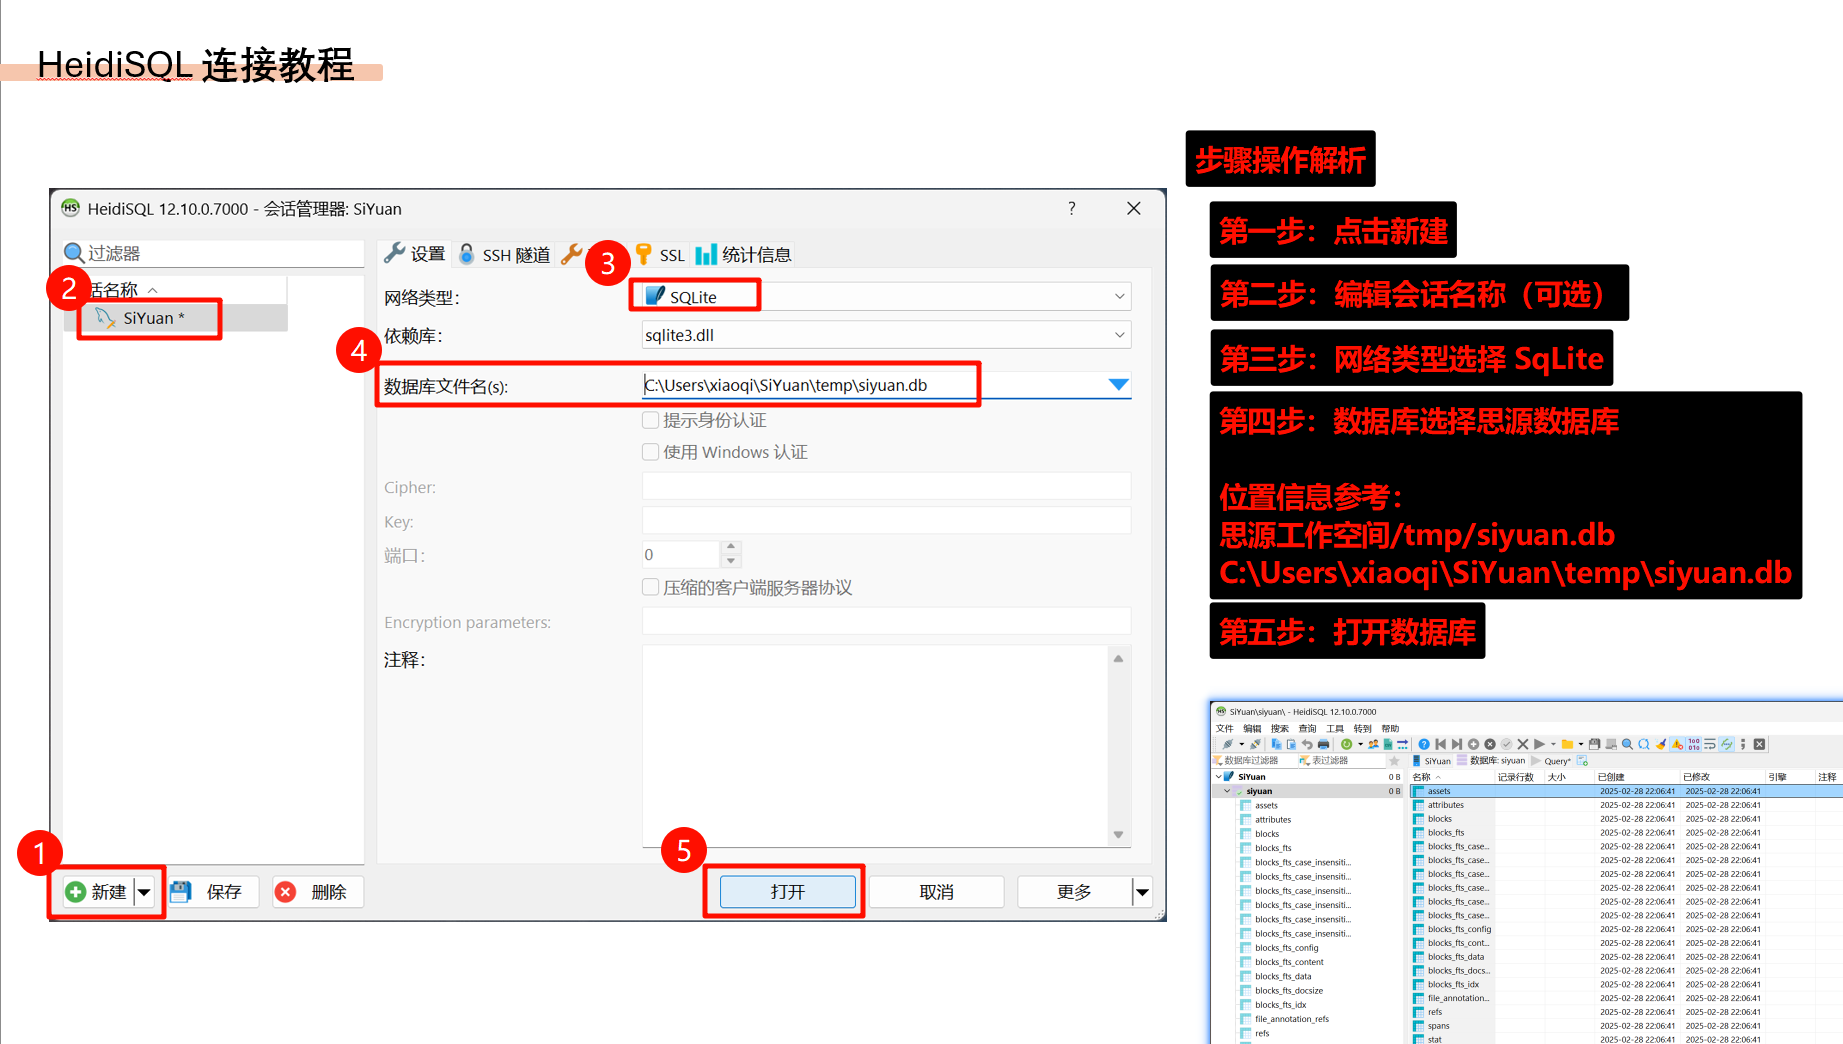 HeidiSQL 连接教程
HeidiSQL 12.10.0.7000 - 会话管理器: SiYuan
?
过滤器
2
话名称
SiYuan *
设置
SSH 隧道
3
SSL
统计信息
网络类型:
SQLite
依赖库:
sqlite3.dll
4
数据库文件名(s):
C:\Users\xiaoqi\SiYuan\temp\siyuan.db
提示身份认证
使用 Windows 认证
Cipher:
Key:
端口:
0
压缩的客户端服务器协议
Encryption parameters:
注释:
1
新建
保存
删除
5
打开
取消
更多
步骤操作解析
第一步：点击新建
第二步：编辑会话名称（可选）
第三步：网络类型选择 SqLite
第四步：数据库选择思源数据库
位置信息参考：
思源工作空间/tmp/siyuan.db
C:\Users\xiaoqi\SiYuan\temp\siyuan.db
第五步：打开数据库
SiYuan\siyuan\ - HeidiSQL 12.10.0.7000
文件 编辑 搜索 查询 工具 转到 帮助
数据库过滤器 表过滤器
SiYuan 0 B
siyuan 0 B
assets
attributes
blocks
blocks_fts
blocks_fts_case_insensiti...
blocks_fts_case_insensiti...
blocks_fts_case_insensiti...
blocks_fts_case_insensiti...
blocks_fts_case_insensiti...
blocks_fts_case_insensiti...
blocks_fts_config
blocks_fts_content
blocks_fts_data
blocks_fts_docsize
blocks_fts_idx
file_annotation_refs
refs
SiYuan 数据库: siyuan Query*
名称 记录行数 大小 已创建 已修改 引擎 注释
assets 2025-02-28 22:06:41 2025-02-28 22:06:41
attributes 2025-02-28 22:06:41 2025-02-28 22:06:41
blocks 2025-02-28 22:06:41 2025-02-28 22:06:41
blocks_fts 2025-02-28 22:06:41 2025-02-28 22:06:41
blocks_fts_case... 2025-02-28 22:06:41 2025-02-28 22:06:41
blocks_fts_case... 2025-02-28 22:06:41 2025-02-28 22:06:41
blocks_fts_case... 2025-02-28 22:06:41 2025-02-28 22:06:41
blocks_fts_case... 2025-02-28 22:06:41 2025-02-28 22:06:41
blocks_fts_case... 2025-02-28 22:06:41 2025-02-28 22:06:41
blocks_fts_case... 2025-02-28 22:06:41 2025-02-28 22:06:41
blocks_fts_config 2025-02-28 22:06:41 2025-02-28 22:06:41
blocks_fts_cont... 2025-02-28 22:06:41 2025-02-28 22:06:41
blocks_fts_data 2025-02-28 22:06:41 2025-02-28 22:06:41
blocks_fts_docs... 2025-02-28 22:06:41 2025-02-28 22:06:41
blocks_fts_idx 2025-02-28 22:06:41 2025-02-28 22:06:41
file_annotation... 2025-02-28 22:06:41 2025-02-28 22:06:41
refs 2025-02-28 22:06:41 2025-02-28 22:06:41
spans 2025-02-28 22:06:41 2025-02-28 22:06:41
stat 2025-02-28 22:06:41 2025-02-28 22:06:41